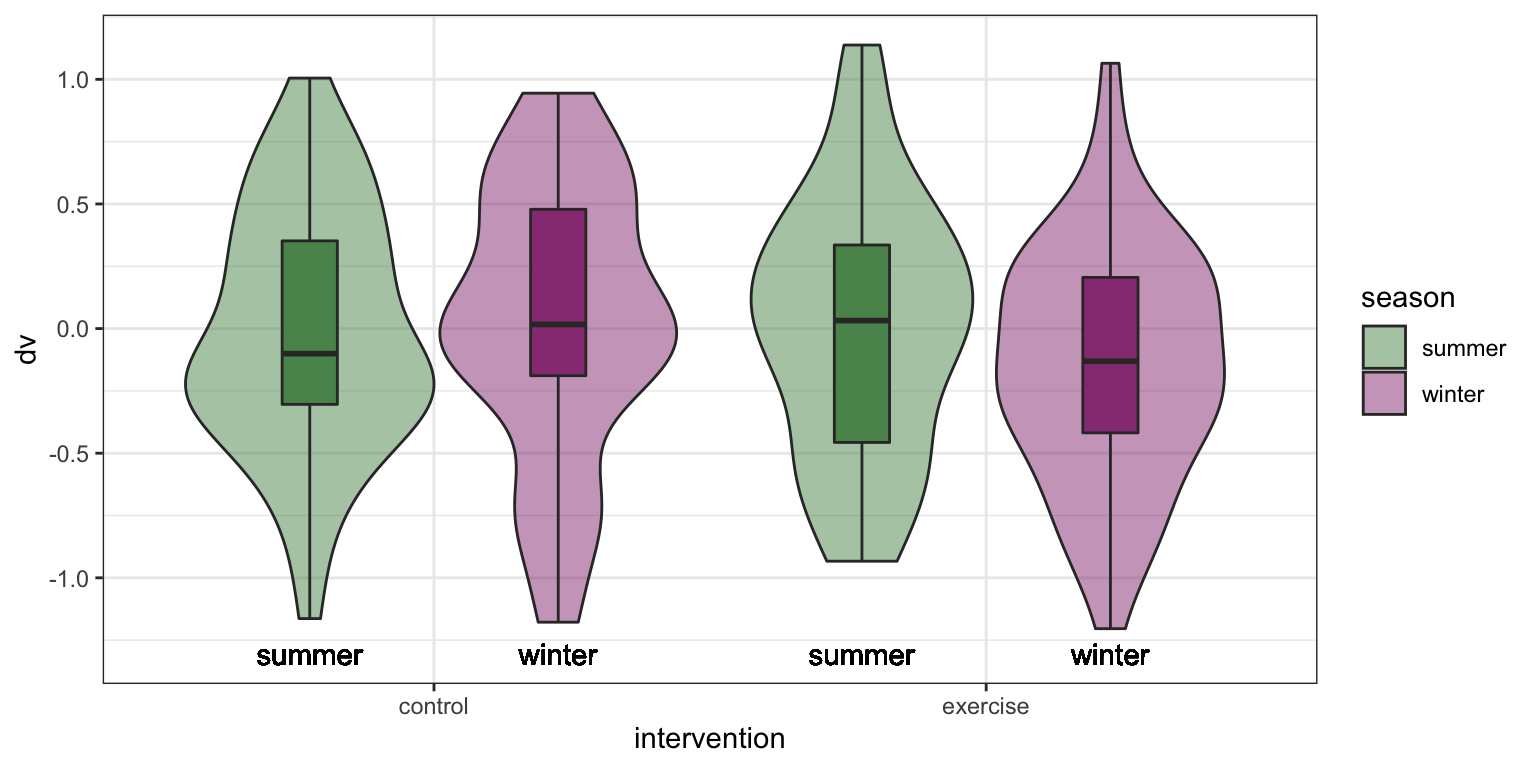 1.0
0.5
0.0
-0.5
-1.0
dv
summer
winter
summer
winter
control
exercise
intervention
season
summer
winter